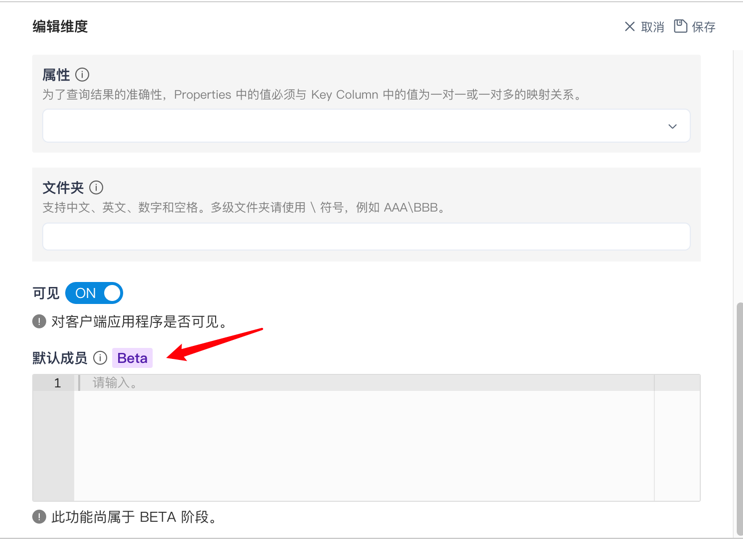 编辑维度
取消 保存
属性
为了查询结果的准确性，Properties 中的值必须与 Key Column 中的值为一对一或一对多的映射关系。
文件夹
支持中文、英文、数字和空格。多级文件夹请使用 \ 符号，例如 AAA\BBB。
可见 ON
对客户端应用程序是否可见。
默认成员 Beta
1 请输入。
此功能尚属于 BETA 阶段。